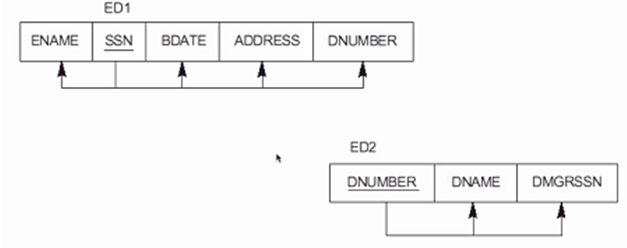 ED1
ENAME SSN BDATE ADDRESS DNUMBER
ED2
DNUMBER DNAME DMGRSSN